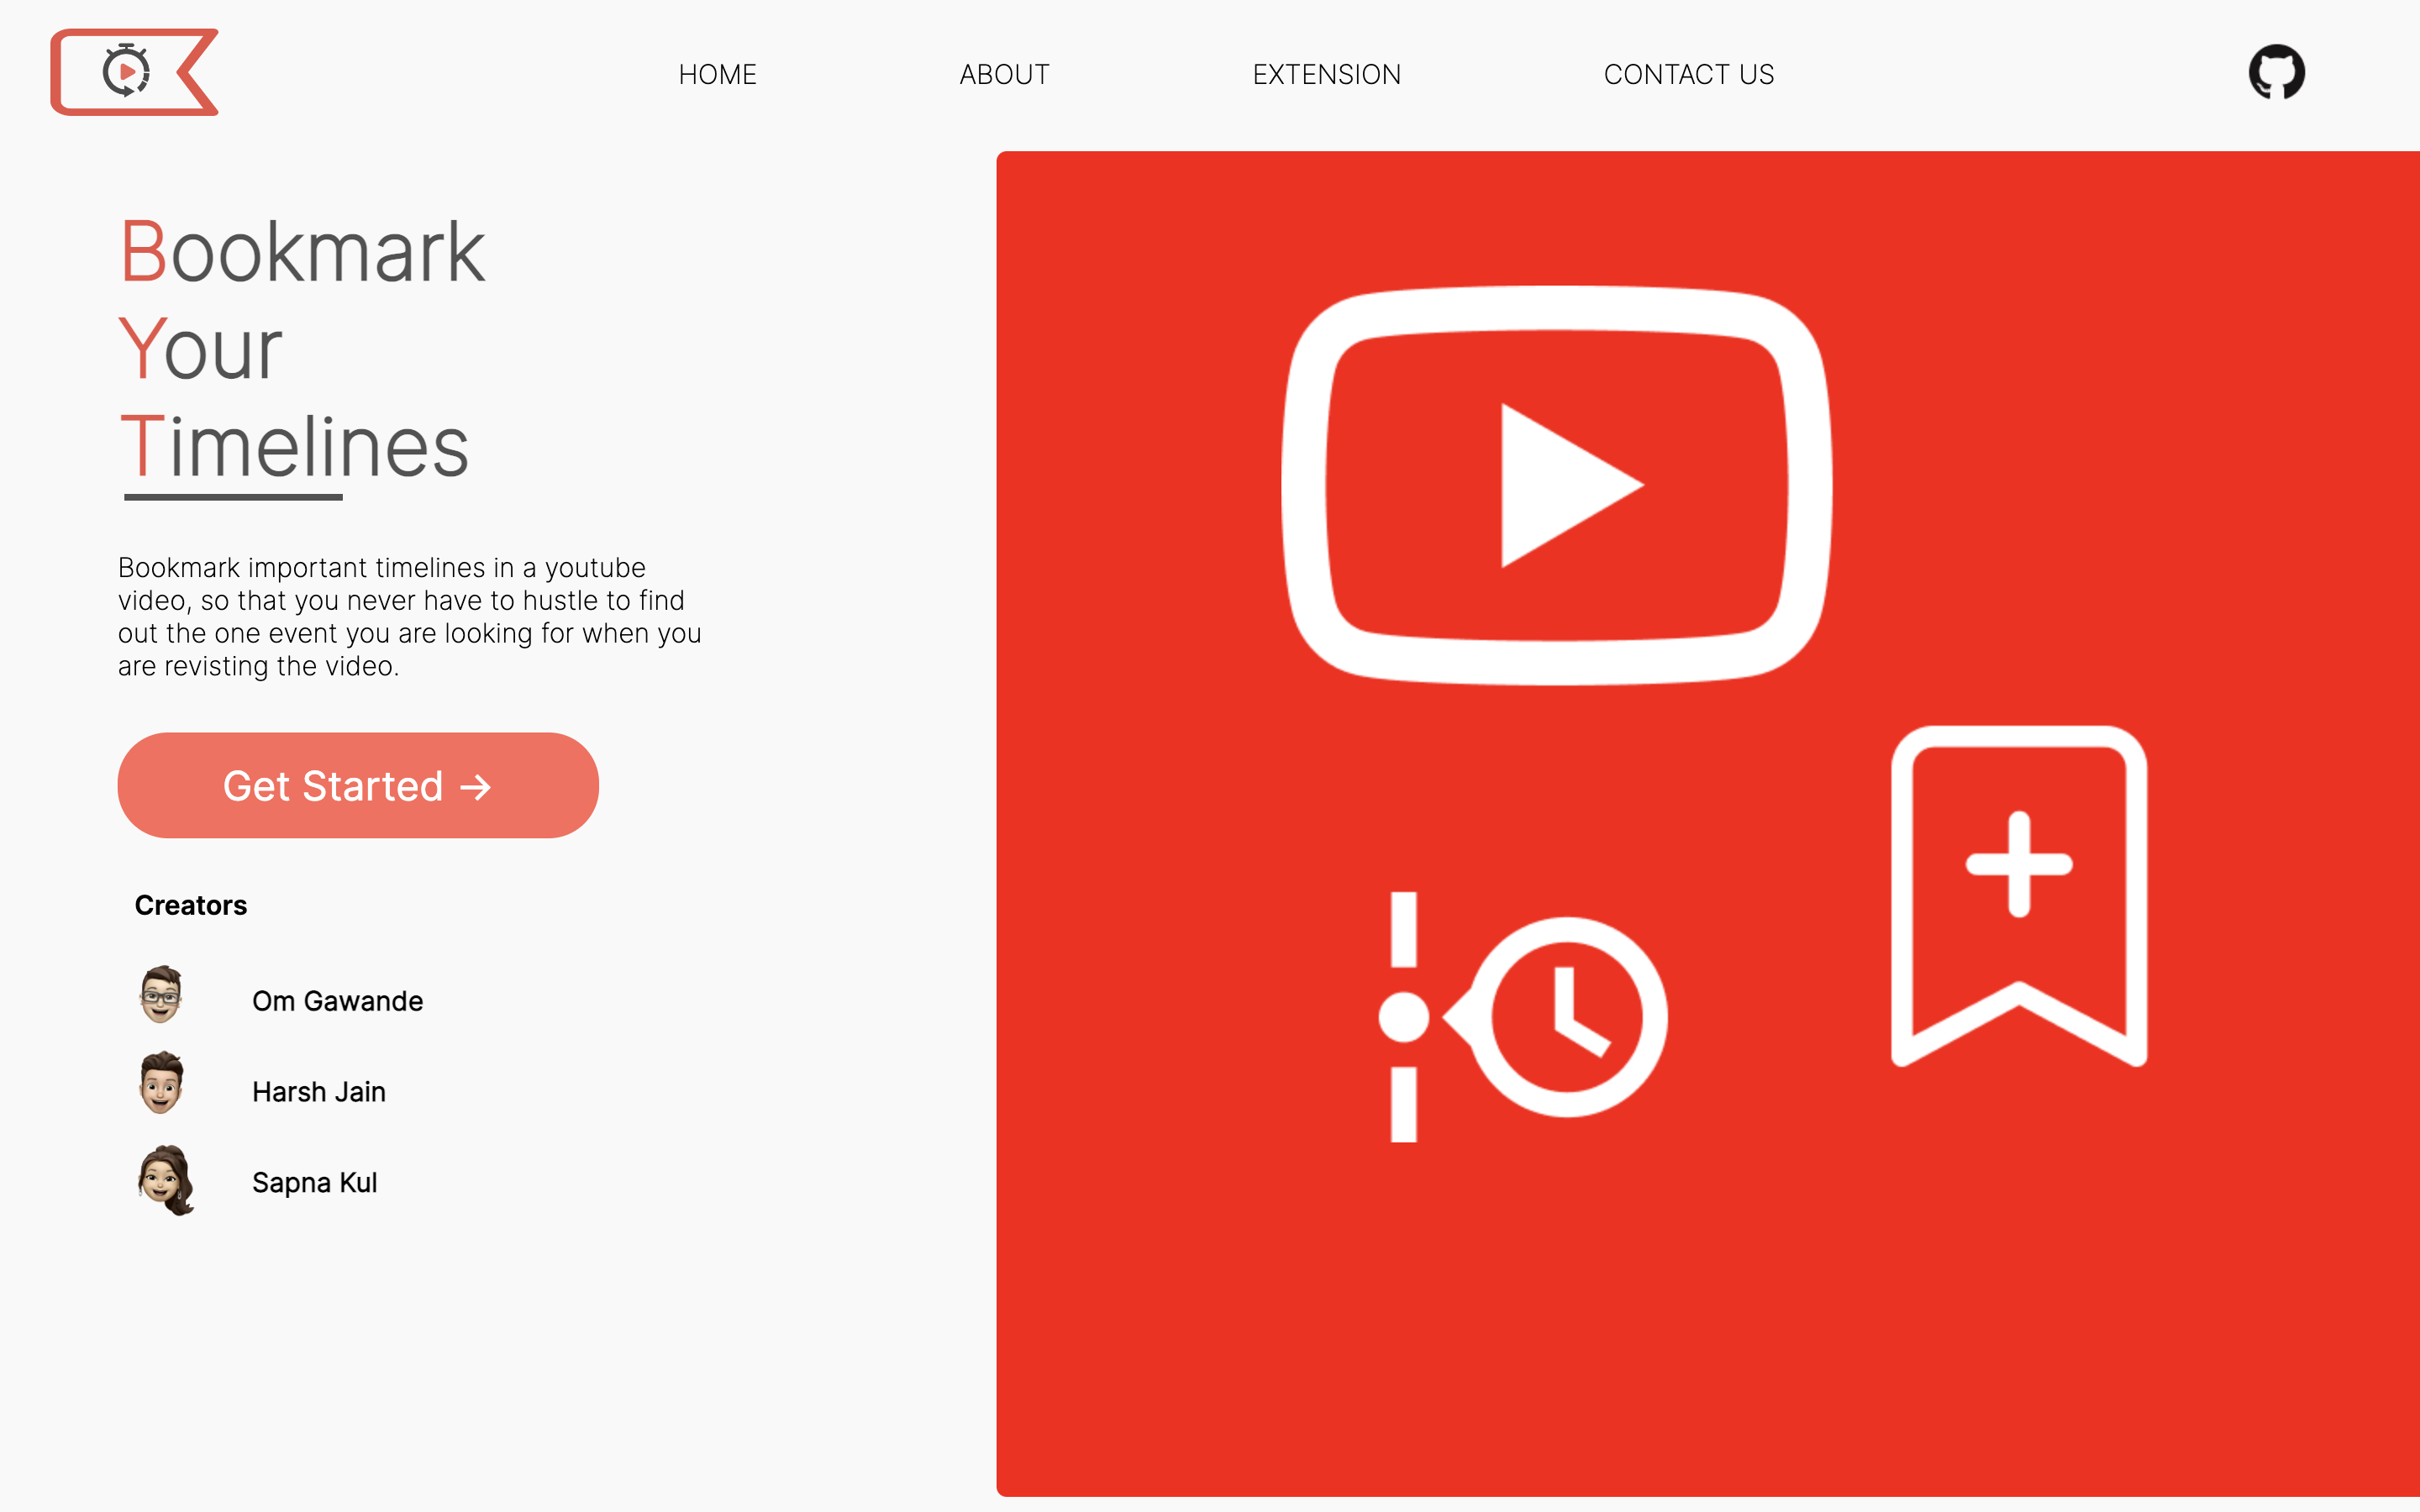 HOME
ABOUT
EXTENSION
CONTACT US
Bookmark
Your
Timelines
Bookmark important timelines in a youtube
video, so that you never have to hustle to find
out the one event you are looking for when you
are revisting the video.
Get Started →
Creators
Om Gawande
Harsh Jain
Sapna Kul